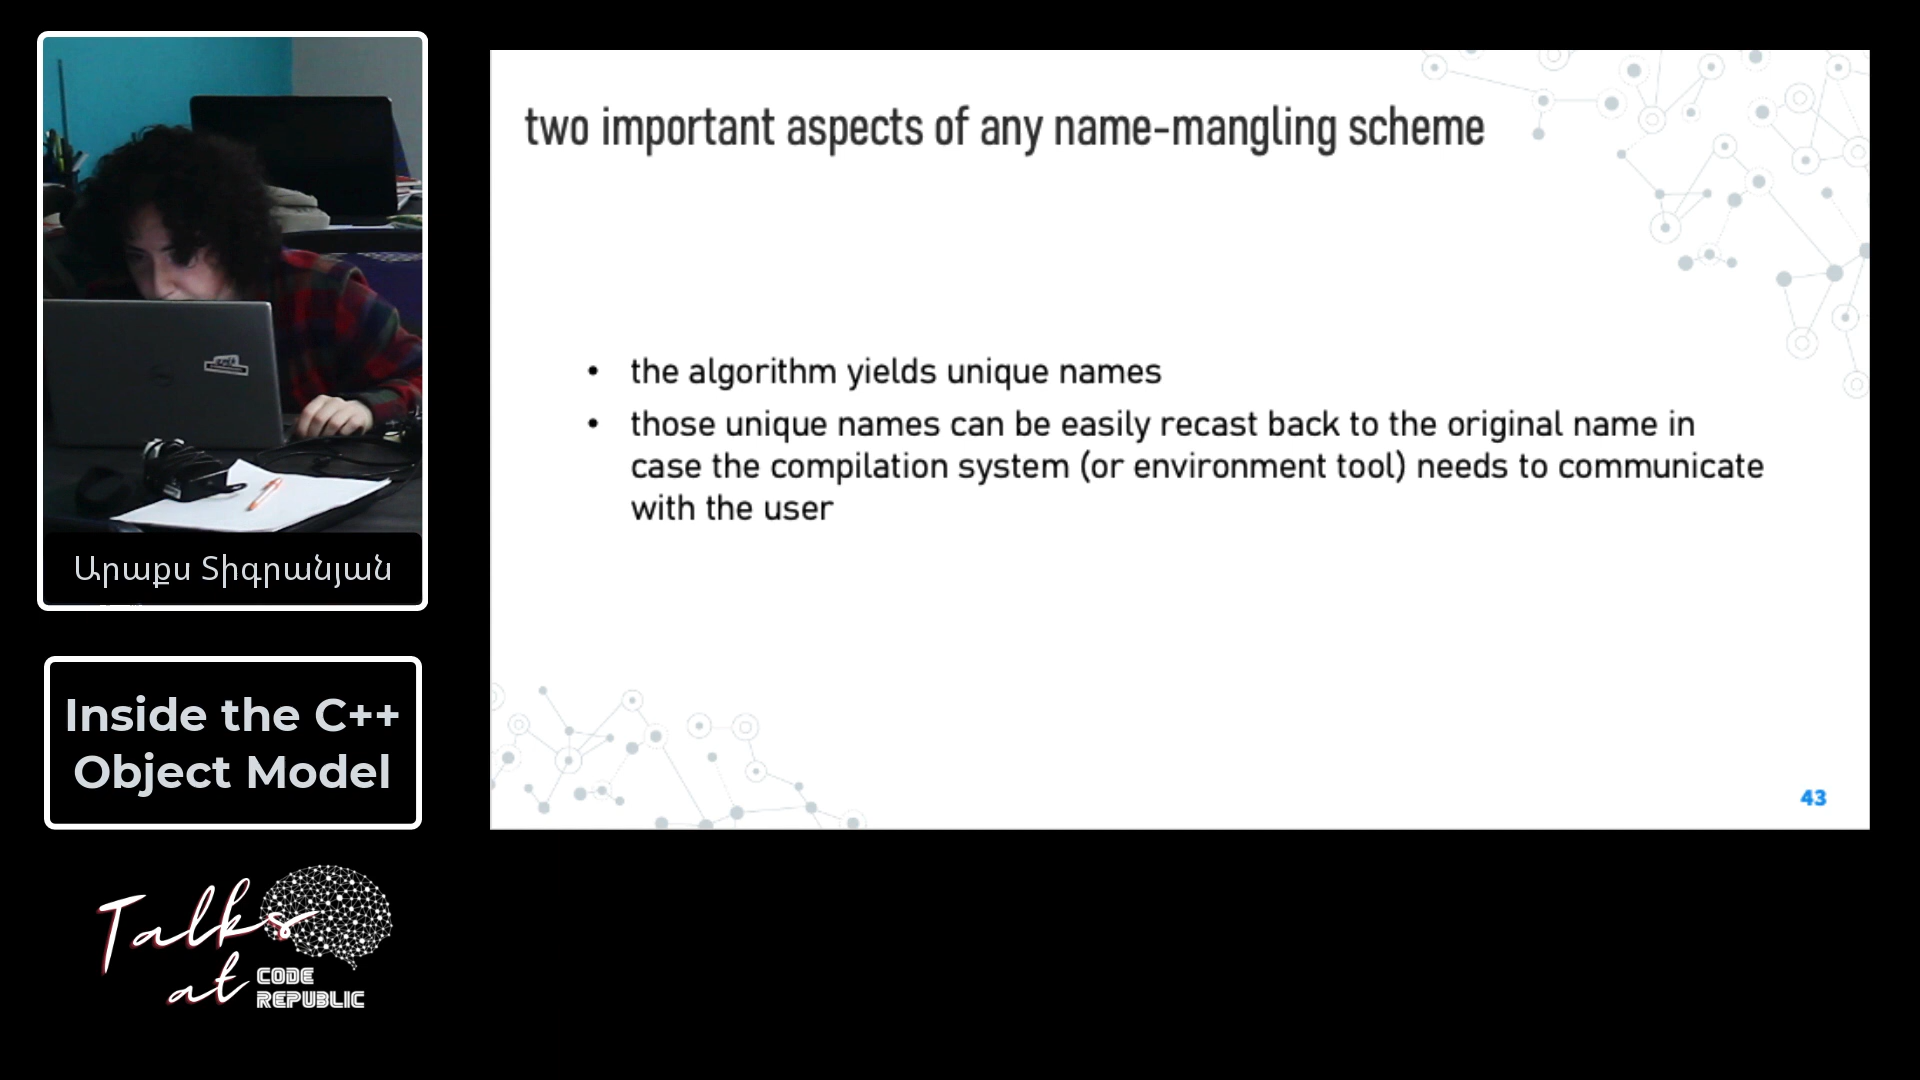 Արաքս Տիգրանյան
Inside the C++
Object Model
Talks
at
CODE
REPUBLIC
two important aspects of any name-mangling scheme
• the algorithm yields unique names
• those unique names can be easily recast back to the original name in
case the compilation system (or environment tool) needs to communicate
with the user
43